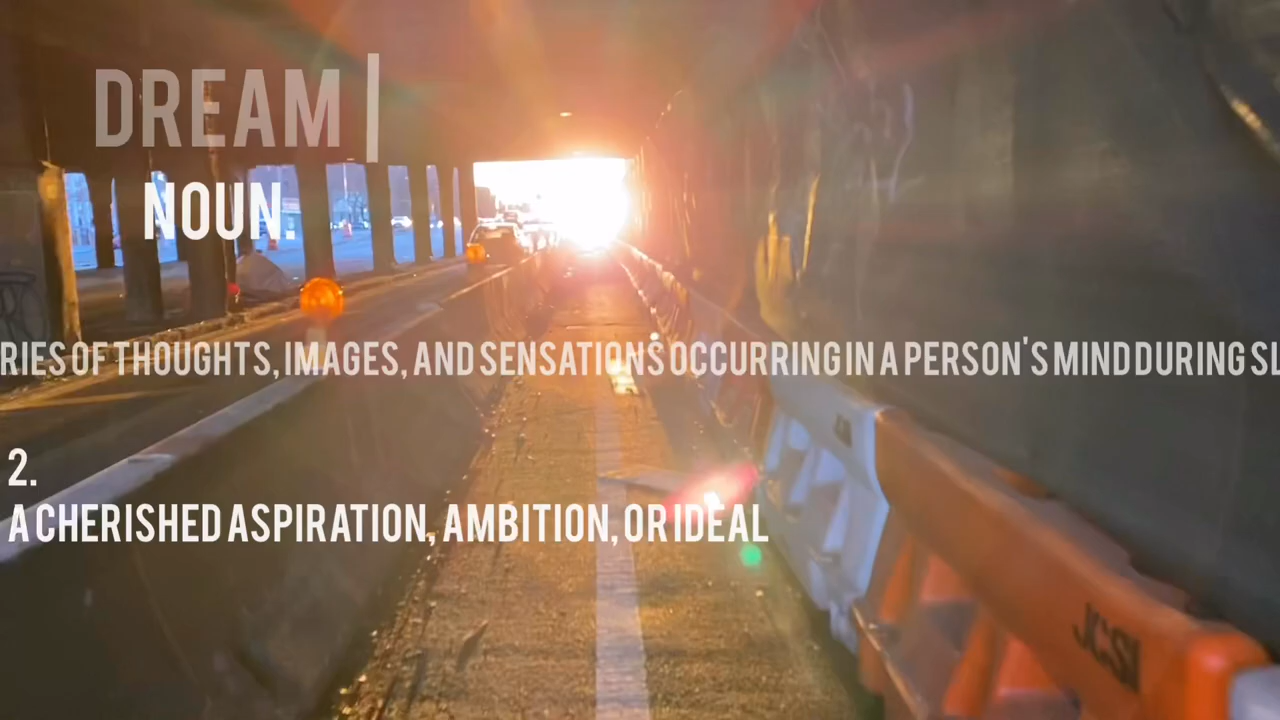 DREAM |
NOUN.
RIES OF THOUGHTS, IMAGES, AND SENSATIONS OCCURRING IN A PERSON'S MIND DURING SL
2.
A CHERISHED ASPIRATION, AMBITION, OR IDEAL
JCSI